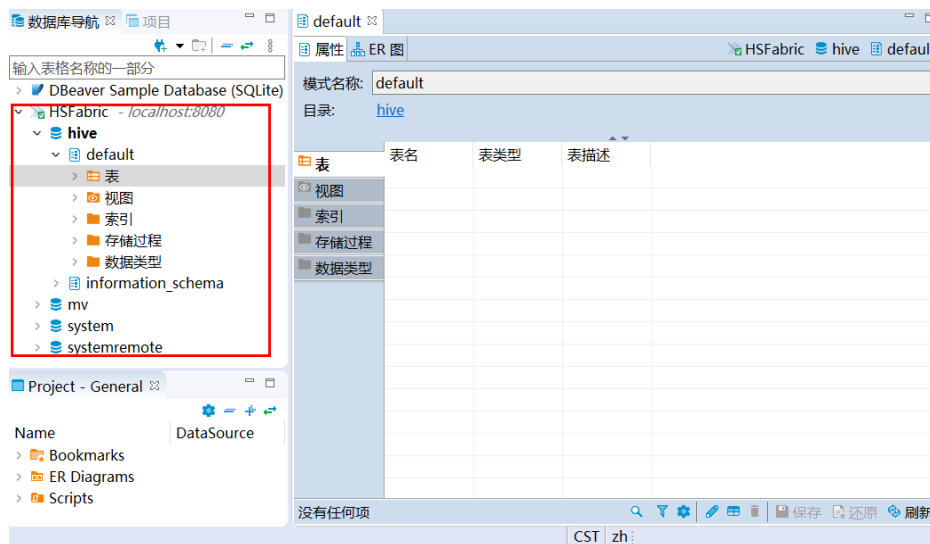 数据库导航 项目
输入表格名称的一部分
DBeaver Sample Database (SQLite)
HSFabric - localhost:8080
hive
default
表
视图
索引
存储过程
数据类型
information_schema
mv
system
systemremote
Project - General
Name DataSource
Bookmarks
ER Diagrams
Scripts
default
属性 ER 图 HSFabric hive defaul
模式名称: default
目录: hive
表 表名 表类型 表描述
视图
索引
存储过程
数据类型
没有任何项 保存 还原 刷新
CST zh